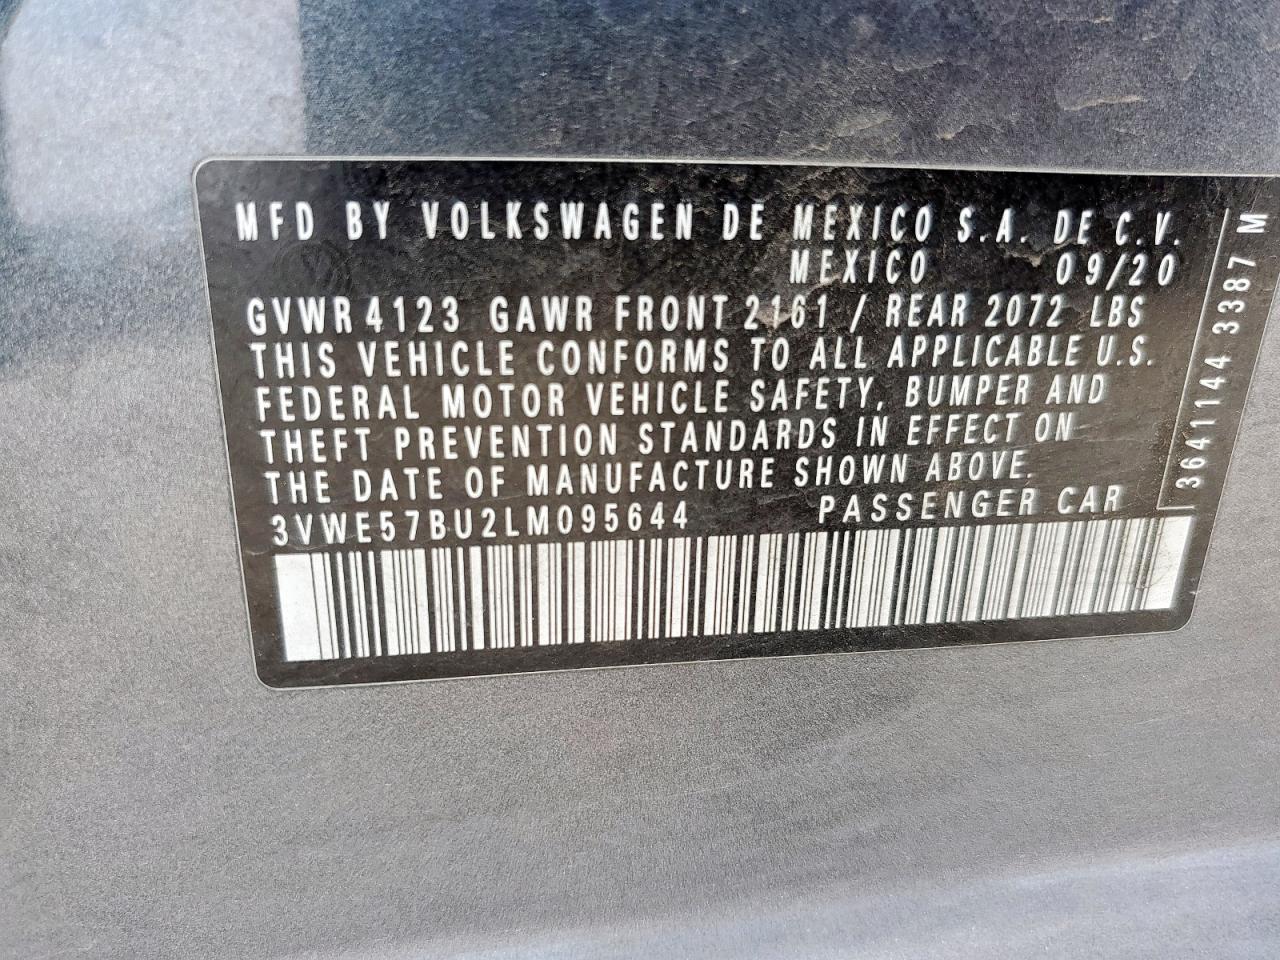 MFD BY VOLKSWAGEN DE MEXICO S.A. DE C.V.
MEXICO 09/20
GVWR 4123 GAWR FRONT 2161 / REAR 2072 LBS
THIS VEHICLE CONFORMS TO ALL APPLICABLE U.S.
FEDERAL MOTOR VEHICLE SAFETY, BUMPER AND
THEFT PREVENTION STANDARDS IN EFFECT ON
THE DATE OF MANUFACTURE SHOWN ABOVE.
3VWE57BU2LM095644 PASSENGER CAR
3641144 3387 M